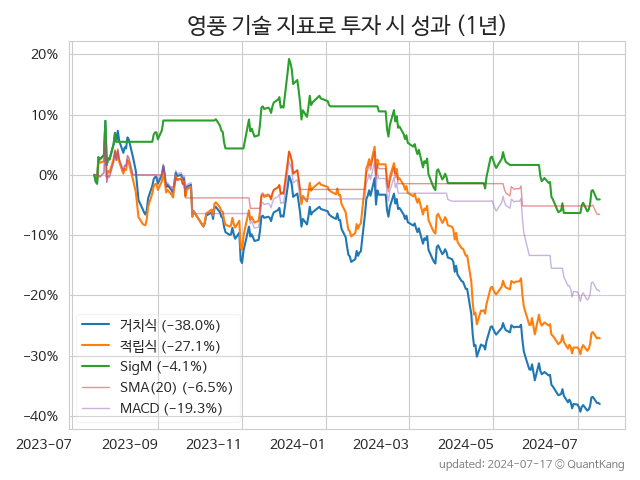 영풍 기술 지표로 투자 시 성과 (1년)
20%
10%
0%
−10%
−20%
−30%
−40%
거치식 (−38.0%)
적립식 (−27.1%)
SigM (−4.1%)
SMA(20) (−6.5%)
MACD (−19.3%)
2023-07
2023-09
2023-11
2024-01
2024-03
2024-05
2024-07
updated: 2024-07-17 ⓒ QuantKang